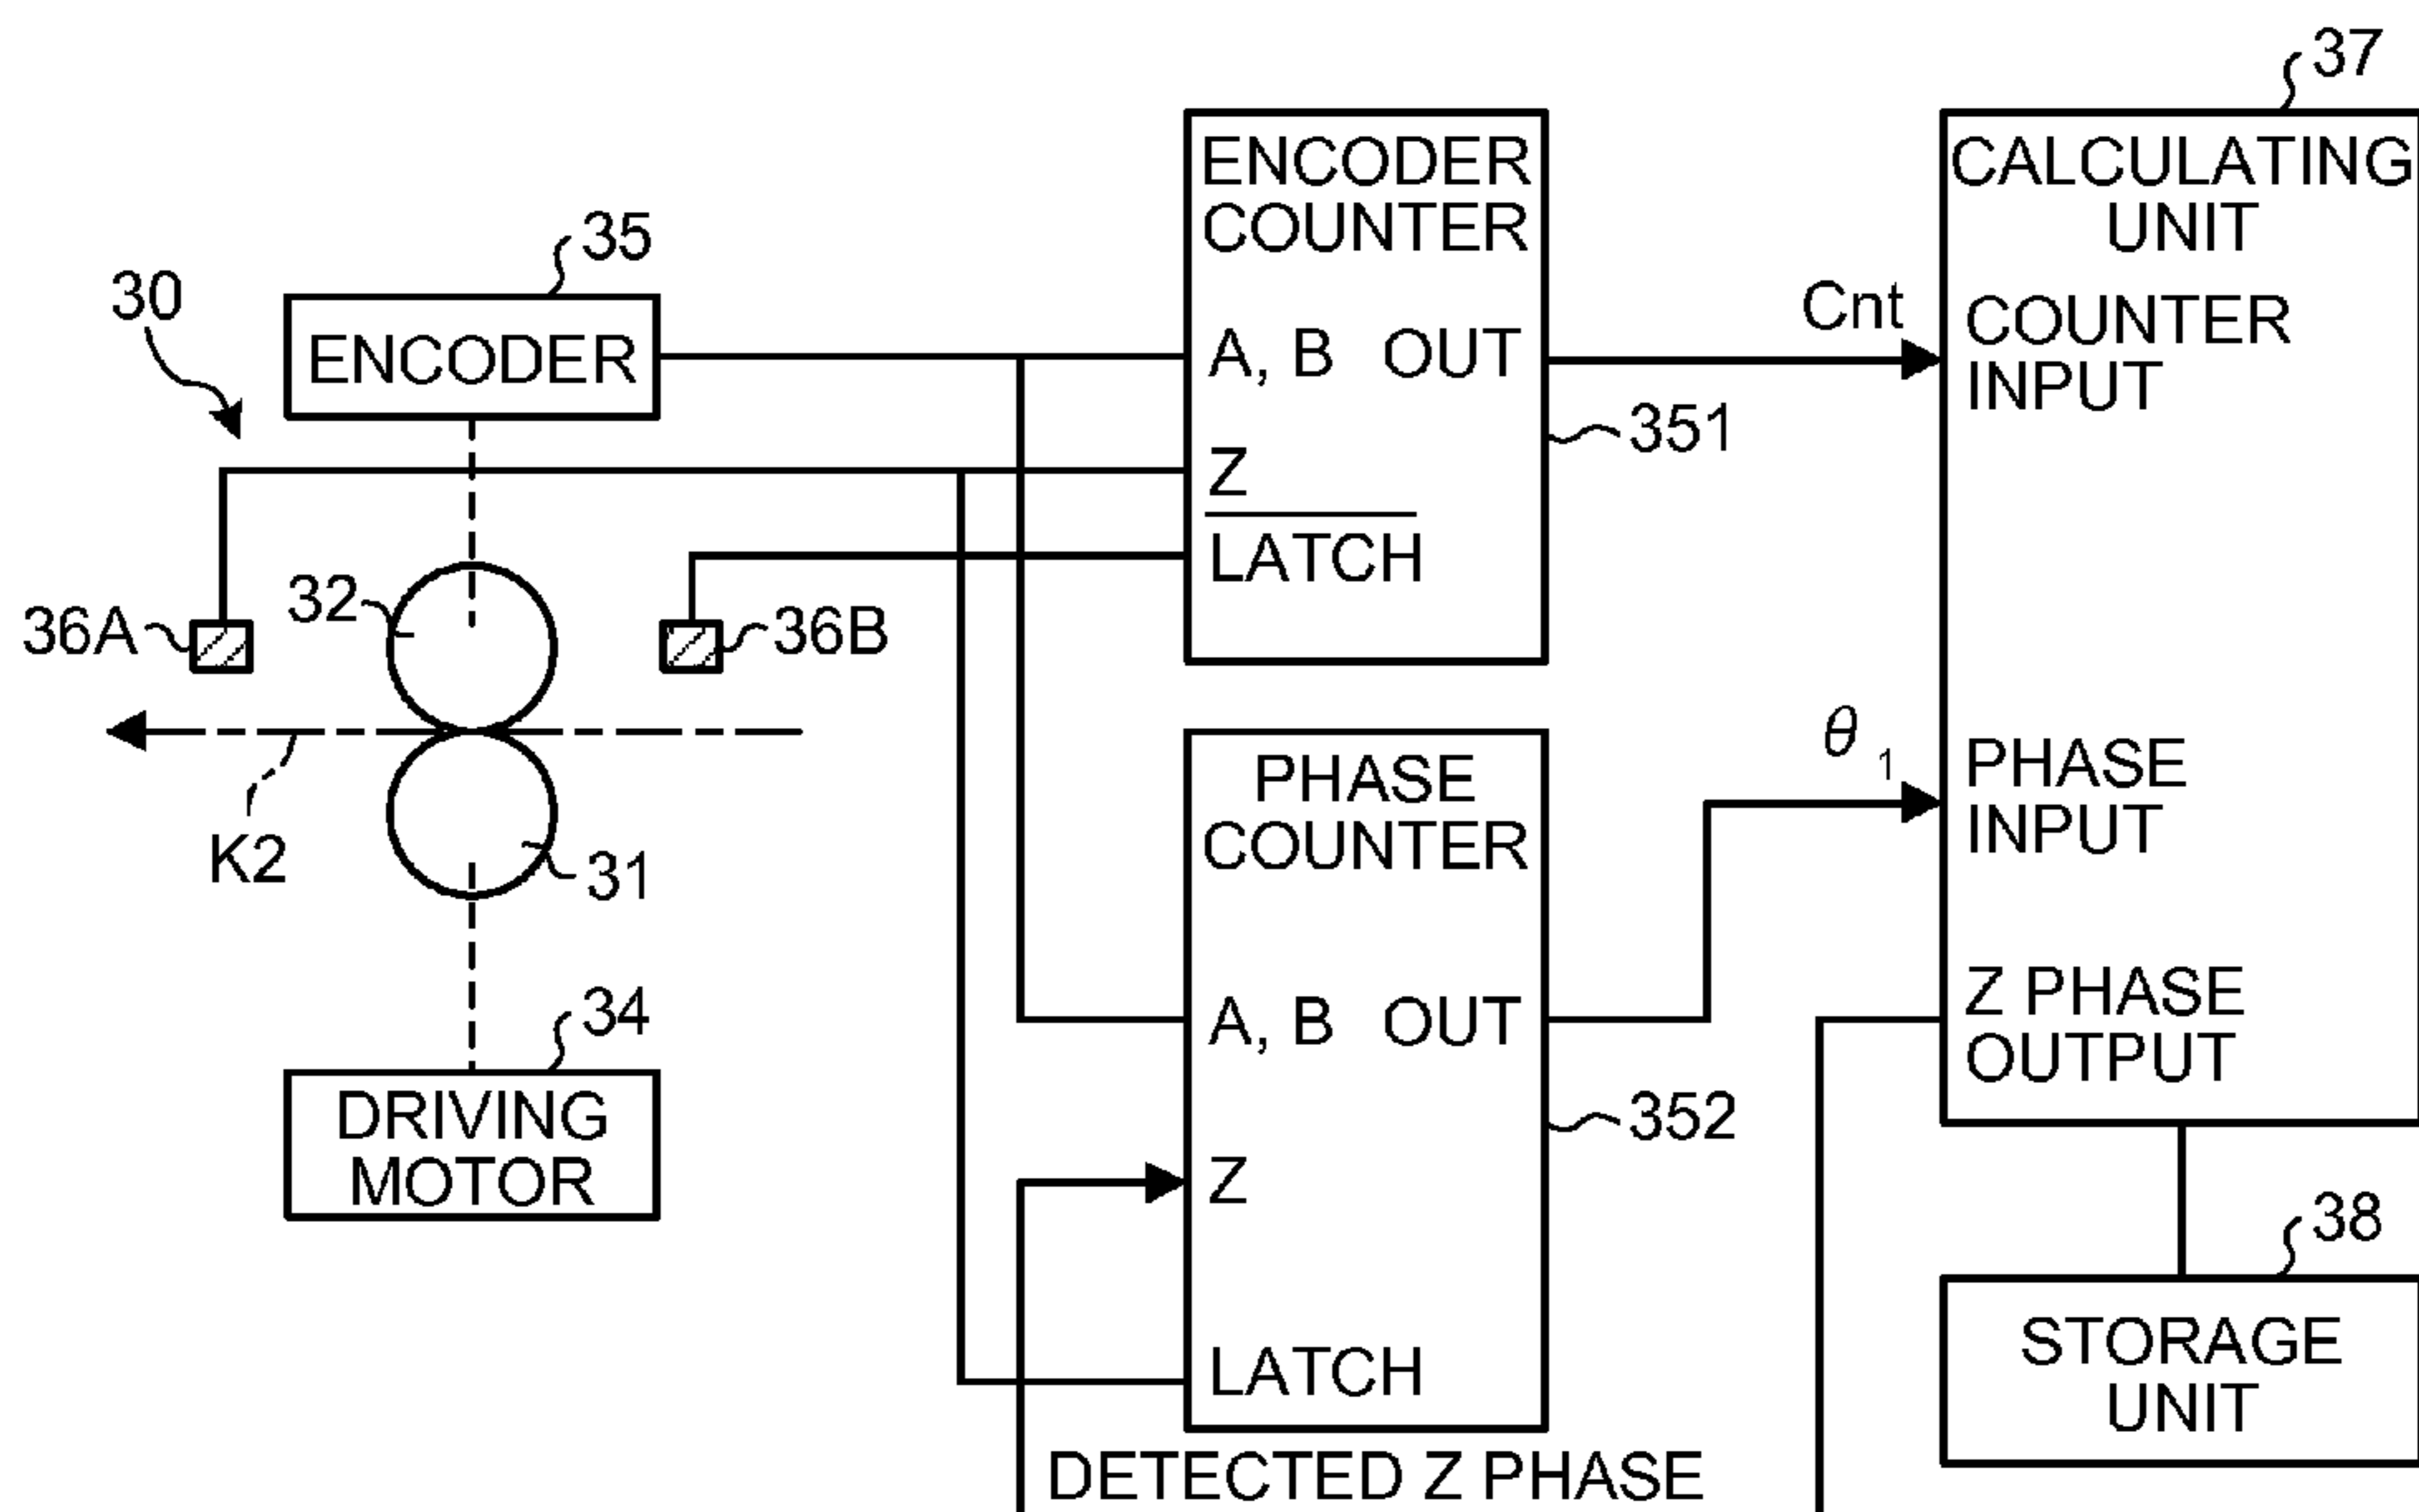 37
ENCODER
COUNTER
CALCULATING
UNIT
35
30
ENCODER
A, B OUT
Cnt
COUNTER
INPUT
351
Z
LATCH
32
36A
36B
PHASE
COUNTER
θ1
PHASE
INPUT
K2
31
34
A, B OUT
Z PHASE
OUTPUT
DRIVING
MOTOR
352
Z
38
LATCH
STORAGE
UNIT
DETECTED Z PHASE